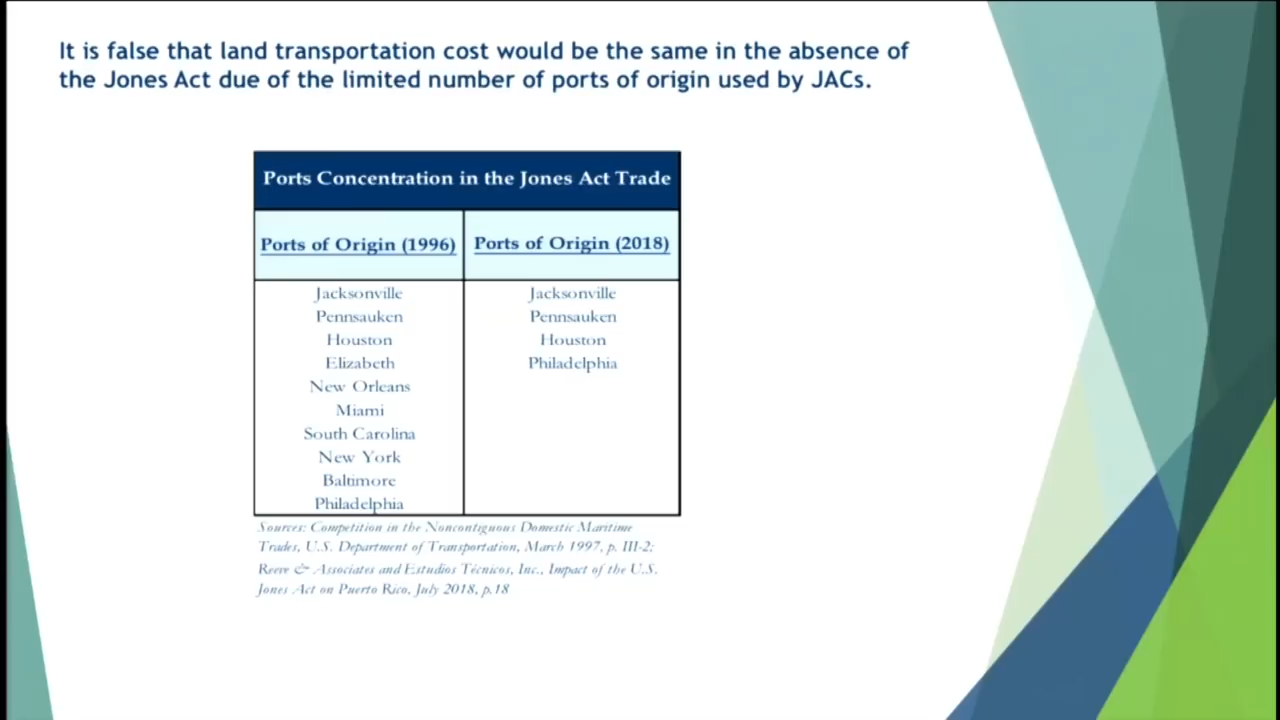 It is false that land transportation cost would be the same in the absence of
the Jones Act due of the limited number of ports of origin used by JACs.
Ports Concentration in the Jones Act Trade
Ports of Origin (1996) Ports of Origin (2018)
Jacksonville Jacksonville
Pennsauken Pennsauken
Houston Houston
Elizabeth Philadelphia
New Orleans
Miami
South Carolina
New York
Baltimore
Philadelphia
Sources: Competition in the Noncontiguous Domestic Maritime
Trades, U.S. Department of Transportation, March 1997, p. III-2;
Reeve & Associates and Estudios Técnicos, Inc., Impact of the U.S.
Jones Act on Puerto Rico, July 2018, p.18